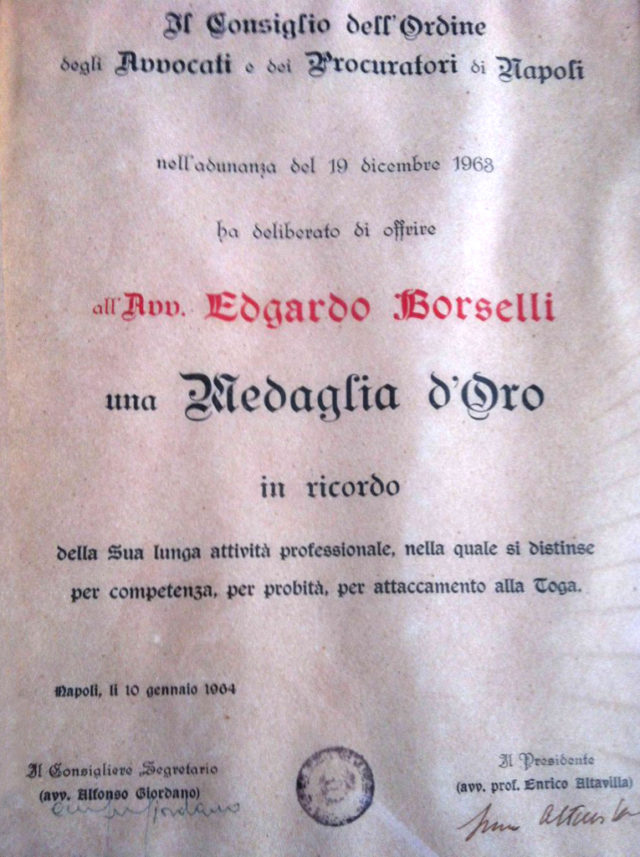 Il Consiglio dell'Ordine
degli Avvocati e dei Procuratori di Napoli
nell'adunanza del 19 dicembre 1963
ha deliberato di offrire
all'Avv. Edgardo Borselli
una Medaglia d'Oro
in ricordo
della Sua lunga attività professionale, nella quale si distinse
per competenza, per probità, per attaccamento alla Toga.
Napoli, li 10 gennaio 1964
Il Consigliere Segretario
(avv. Alfonso Giordano)
Il Presidente
(avv. prof. Enrico Altavilla)